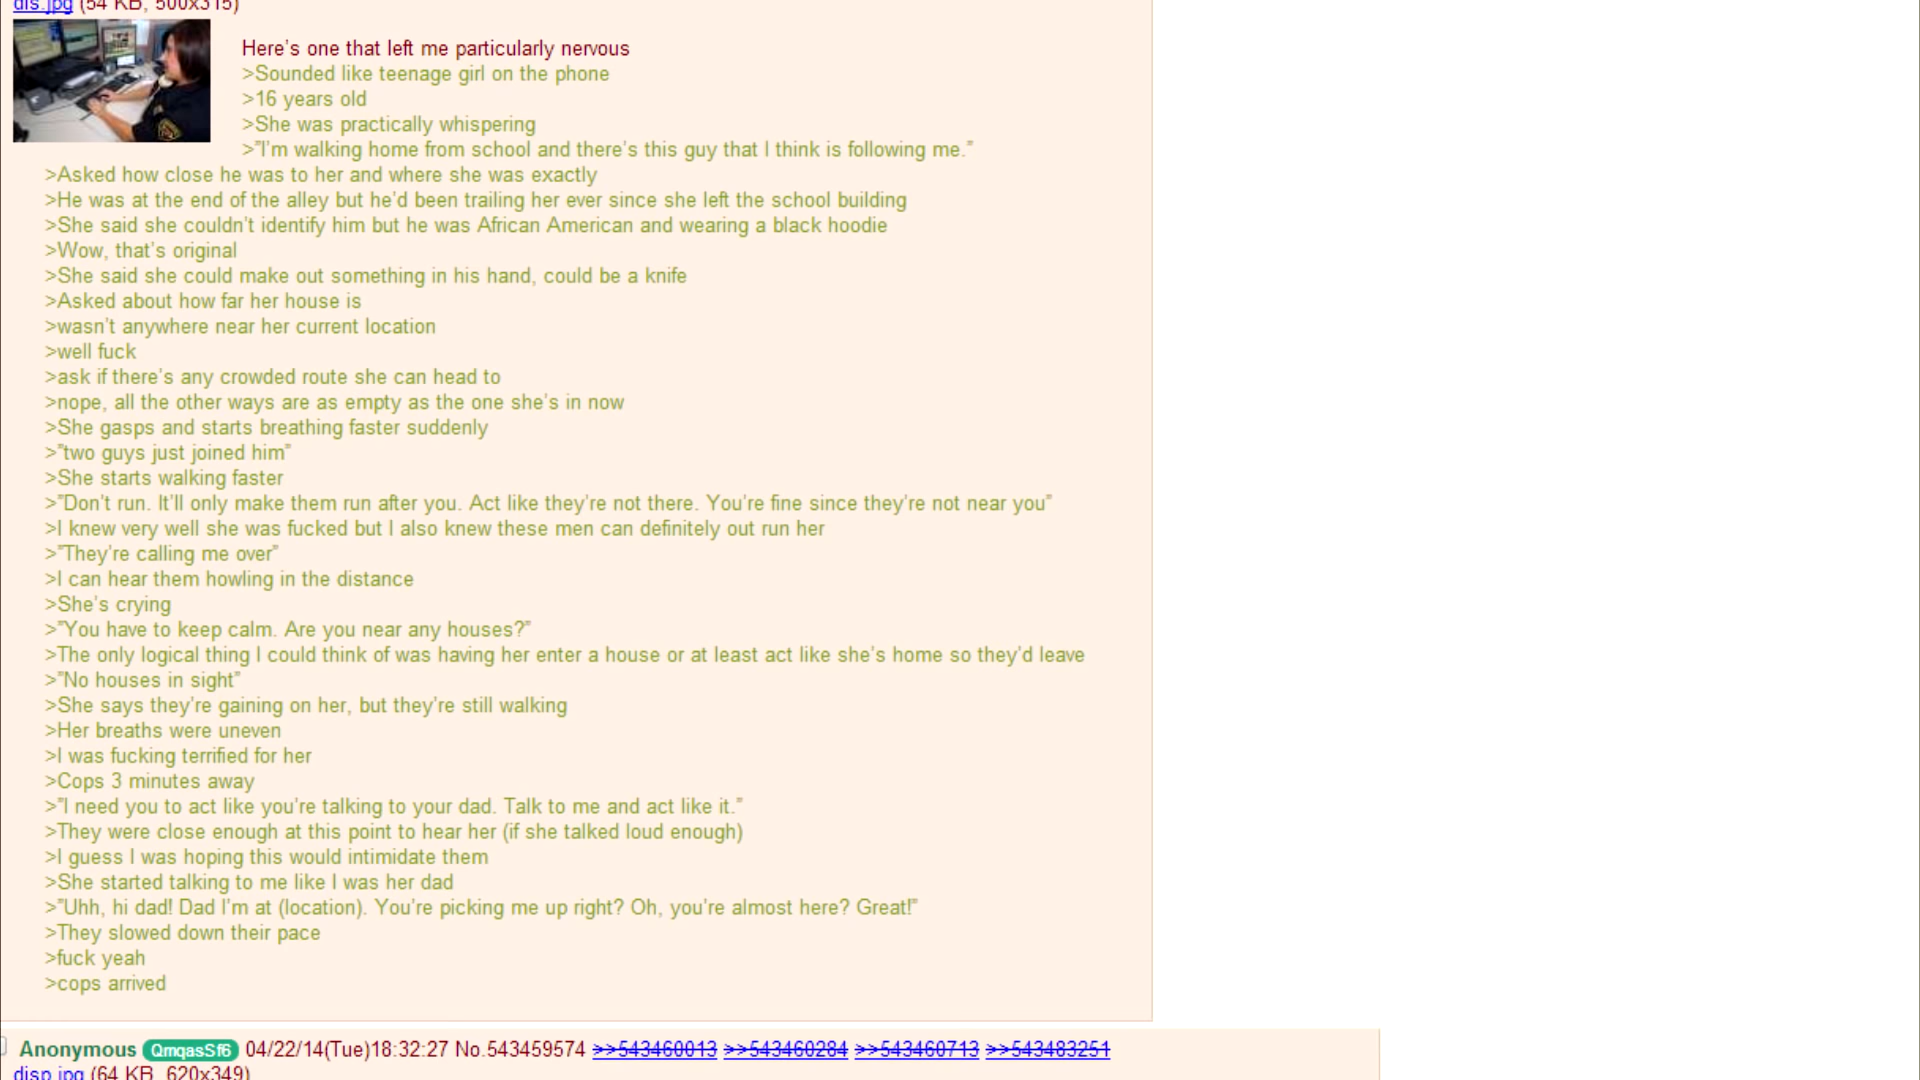 dis.jpg (54 KB, 500x315)
Here's one that left me particularly nervous
>Sounded like teenage girl on the phone
>16 years old
>She was practically whispering
>"I'm walking home from school and there's this guy that I think is following me."
>Asked how close he was to her and where she was exactly
>He was at the end of the alley but he'd been trailing her ever since she left the school building
>She said she couldn't identify him but he was African American and wearing a black hoodie
>Wow, that's original
>She said she could make out something in his hand, could be a knife
>Asked about how far her house is
>wasn't anywhere near her current location
>well fuck
>ask if there's any crowded route she can head to
>nope, all the other ways are as empty as the one she's in now
>She gasps and starts breathing faster suddenly
>"two guys just joined him"
>She starts walking faster
>"Don't run. It'll only make them run after you. Act like they're not there. You're fine since they're not near you"
>I knew very well she was fucked but I also knew these men can definitely out run her
>"They're calling me over"
>I can hear them howling in the distance
>She's crying
>"You have to keep calm. Are you near any houses?"
>The only logical thing I could think of was having her enter a house or at least act like she's home so they'd leave
>"No houses in sight"
>She says they're gaining on her, but they're still walking
>Her breaths were uneven
>I was fucking terrified for her
>Cops 3 minutes away
>"I need you to act like you're talking to your dad. Talk to me and act like it."
>They were close enough at this point to hear her (if she talked loud enough)
>I guess I was hoping this would intimidate them
>She started talking to me like I was her dad
>"Uhh, hi dad! Dad I'm at (location). You're picking me up right? Oh, you're almost here? Great!"
>They slowed down their pace
>fuck yeah
>cops arrived
Anonymous QmqasSf6 04/22/14(Tue)18:32:27 No.543459574 >>543460013 >>543460284 >>543460713 >>543483251
disp.jpg (64 KB, 620x349)